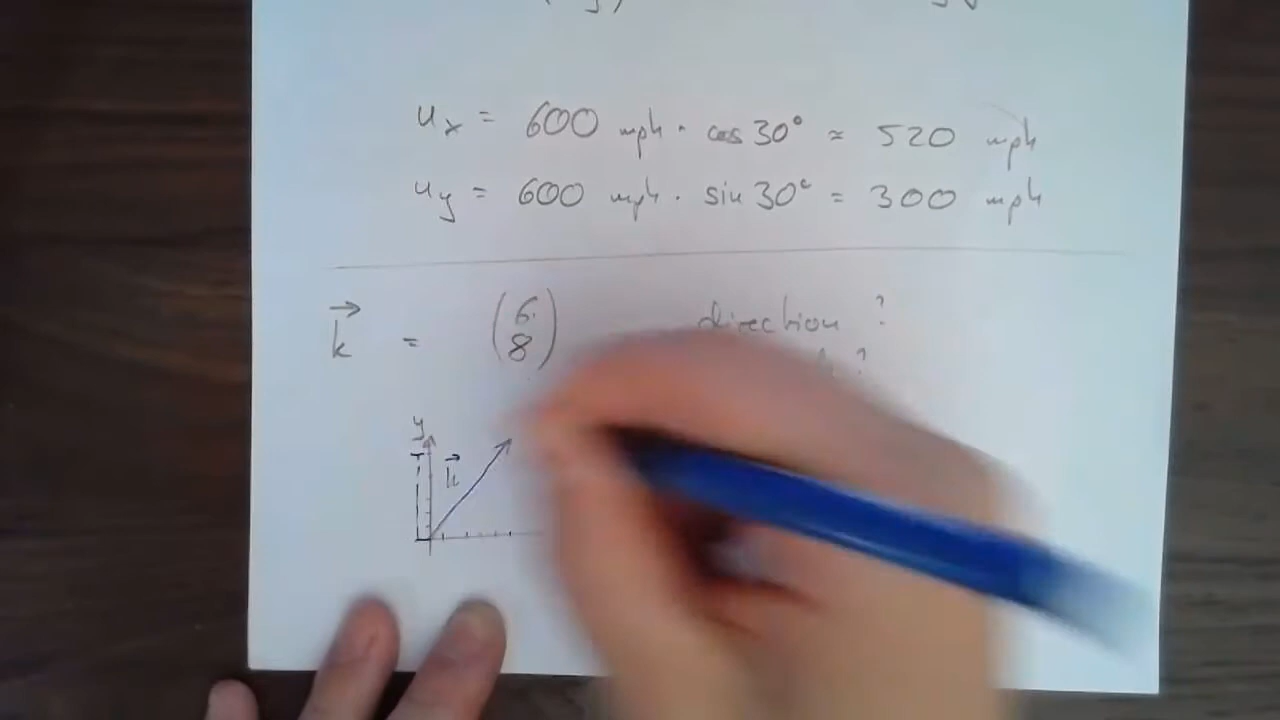 u_x = 600 mph · cos 30° ≈ 520 mph
u_y = 600 mph · sin 30° = 300 mph
k⃗ = (6 8) direction ?
?
y
k⃗